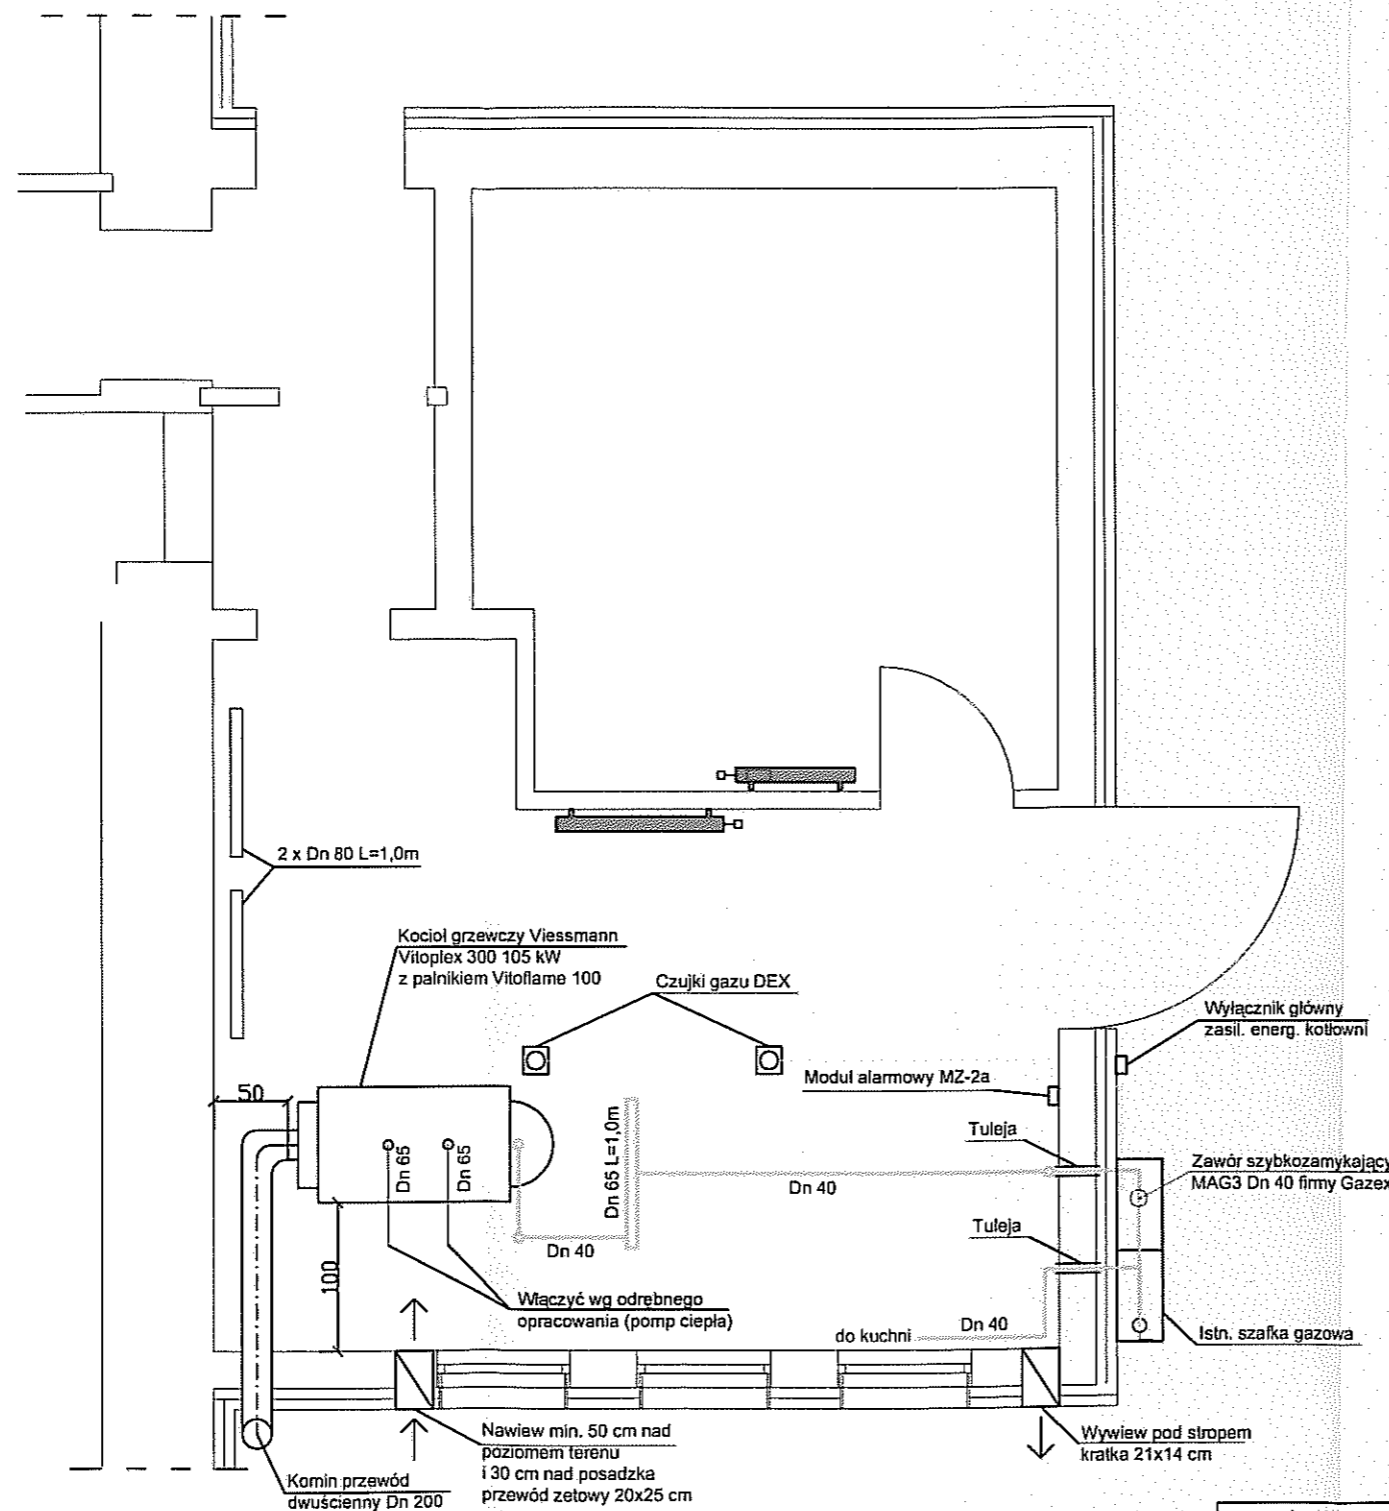 2 x Dn 80 L=1,0m
Kocioł grzewczy Viessmann
Vitoplex 300 105 kW
z palnikiem Vitoflame 100
Czujki gazu DEX
Wyłącznik główny
zasil. energ. kotłowni
Moduł alarmowy MZ-2a
50
Dn 65
Dn 65
Dn 65 L=1,0m
Tuleja
Zawór szybkozamykający
MAG3 Dn 40 firmy Gazex
Dn 40
Tuleja
Dn 40
100
Włączyć wg odrębnego
opracowania (pomp ciepła)
do kuchni
Dn 40
Istn. szafka gazowa
Nawiew min. 50 cm nad
poziomem terenu
i 30 cm nad posadzka
przewód zetowy 20x25 cm
Wywiew pod stropem
kratka 21x14 cm
Komin przewód
dwuścienny Dn 200